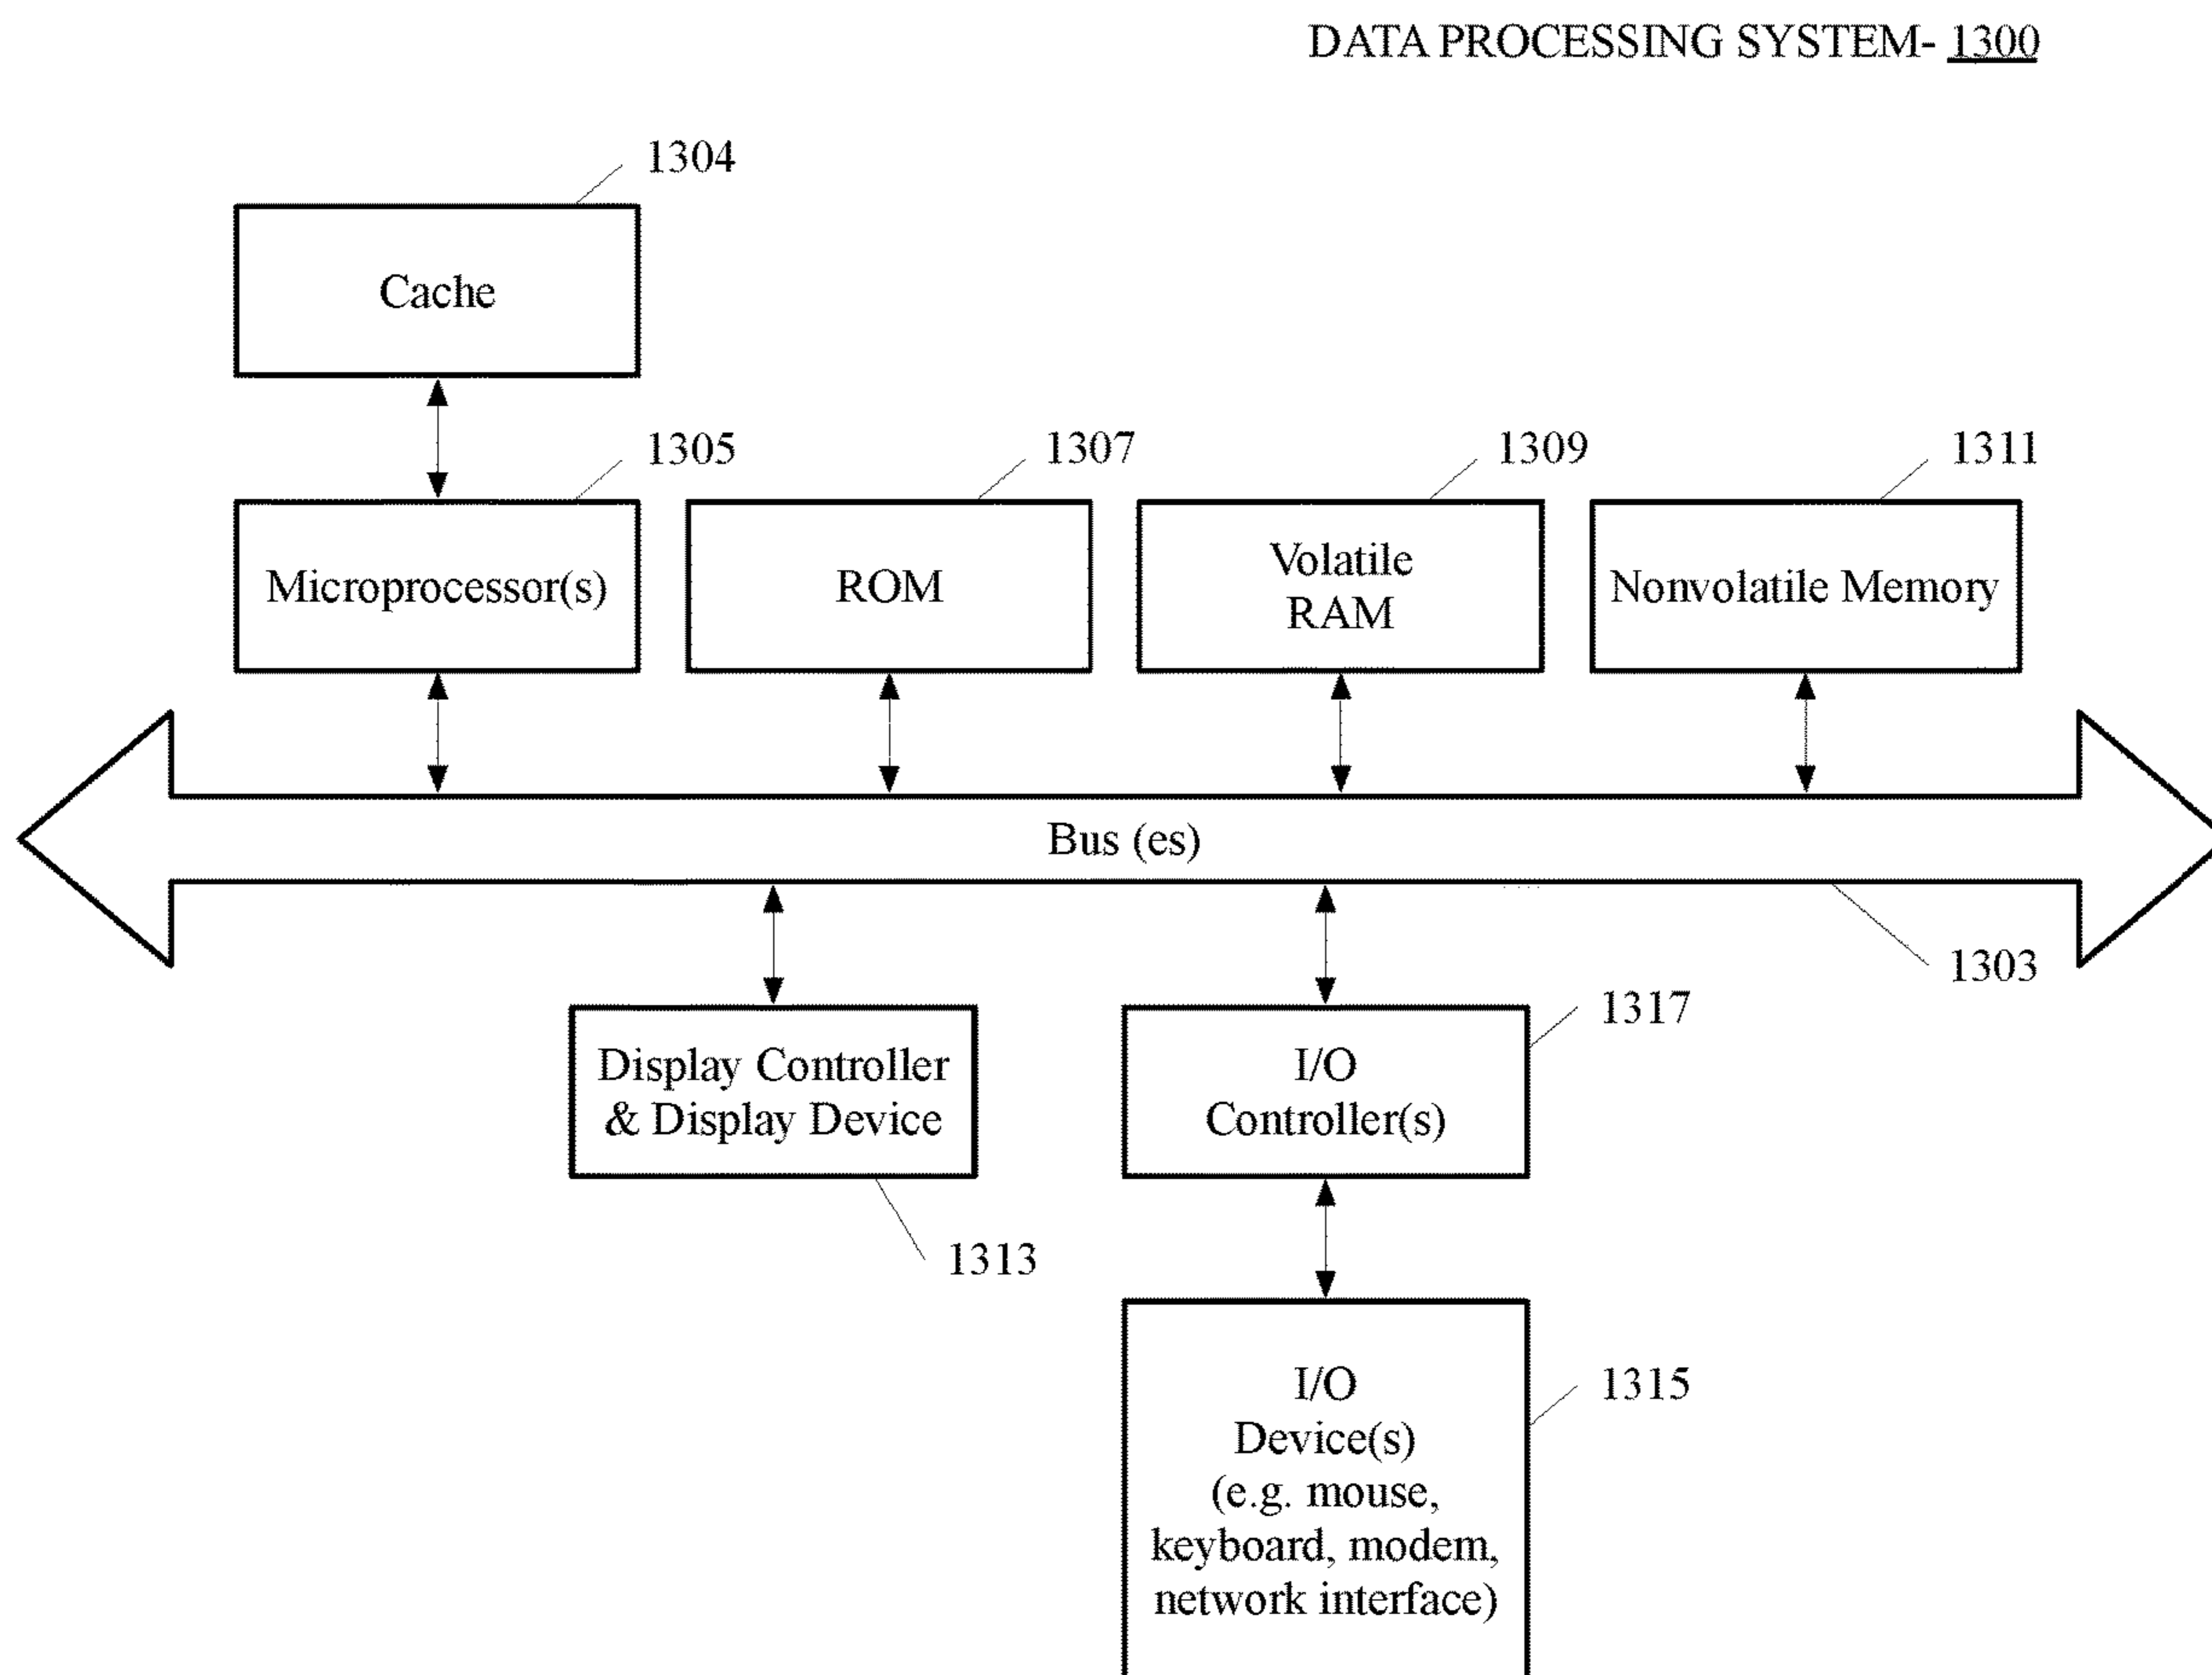 DATA PROCESSING SYSTEM- 1300
1304
Cache
1305
1307
1309
1311
Microprocessor(s)
ROM
Volatile
RAM
Nonvolatile Memory
Bus (es)
1303
1317
Display Controller
& Display Device
I/O
Controller(s)
1313
I/O
Device(s)
(e.g. mouse,
keyboard, modem,
network interface)
1315